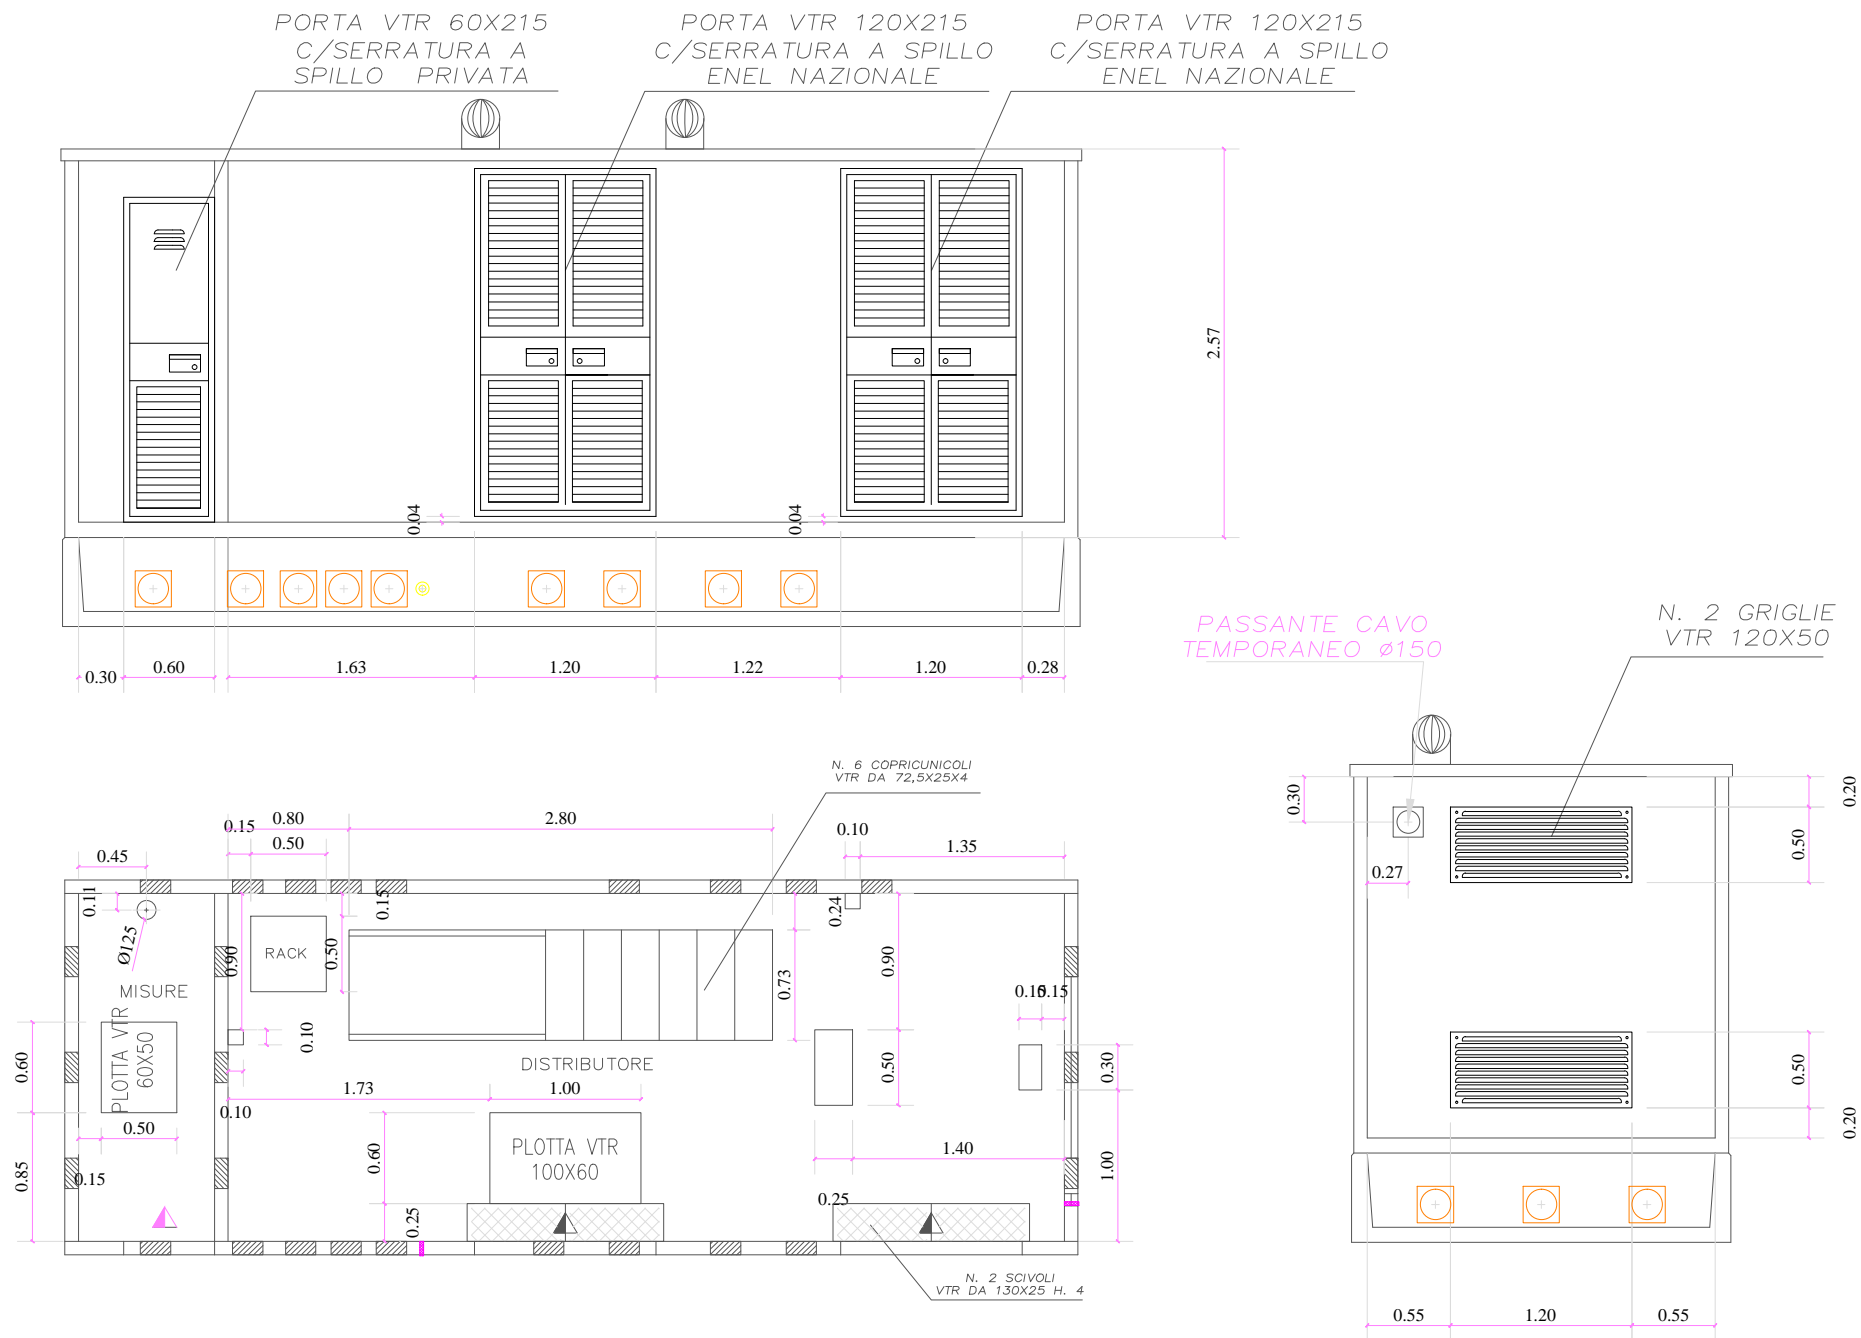 PORTA VTR 60X215
C/SERRATURA A
SPILLO PRIVATA
PORTA VTR 120X215
C/SERRATURA A SPILLO
ENEL NAZIONALE
PORTA VTR 120X215
C/SERRATURA A SPILLO
ENEL NAZIONALE
2.57
0.04
0.04
0.30
0.60
1.63
1.20
1.22
1.20
0.28
PASSANTE CAVO
TEMPORANEO Ø150
N. 2 GRIGLIE
VTR 120X50
0.30
0.27
0.20
0.50
0.50
0.20
0.55
1.20
0.55
N. 6 COPRICUNICOLI
VTR DA 72,5X25X4
0.15
0.80
2.80
0.50
0.10
1.35
0.45
0.11
Ø125
0.90
RACK
0.50
0.15
0.73
0.24
0.90
MISURE
PLOTTA VTR
60X50
0.10
0.10
0.15
0.15
0.60
0.50
0.85
0.15
DISTRIBUTORE
1.73
1.00
0.50
0.30
0.60
PLOTTA VTR
100X60
1.40
1.00
0.25
0.25
N. 2 SCIVOLI
VTR DA 130X25 H. 4